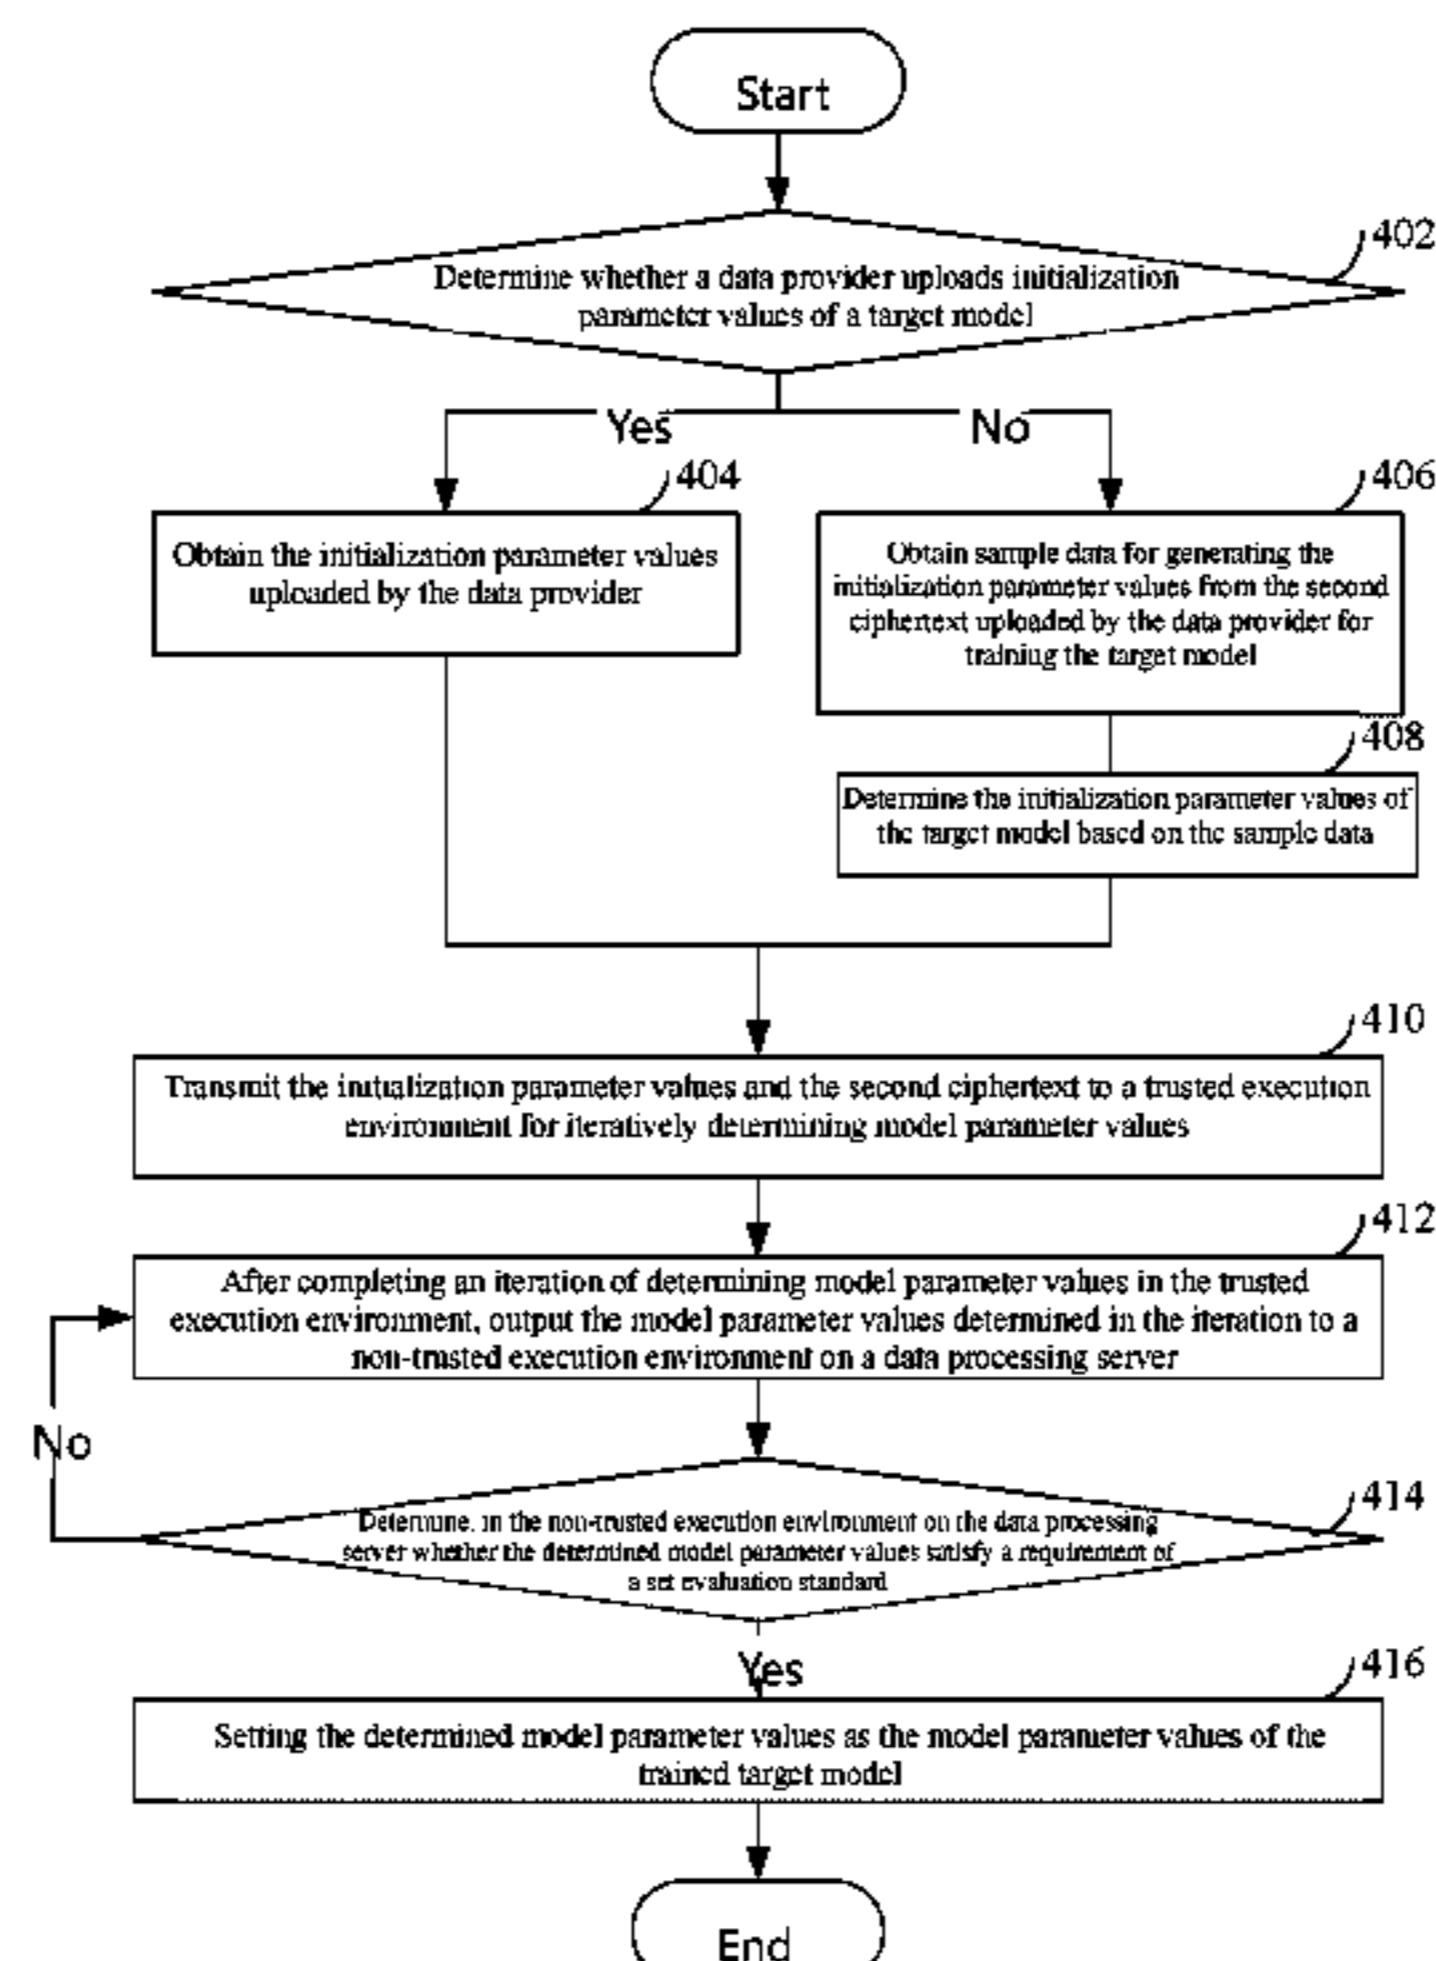 Start
402
Determine whether a data provider uploads initialization
parameter values of a target model
Yes
No
404
Obtain the initialization parameter values
uploaded by the data provider
406
Obtain sample data for generating the
initialization parameter values from the second
ciphertext uploaded by the data provider for
training the target model
408
Determine the initialization parameter values of
the target model based on the sample data
410
Transmit the initialization parameter values and the second ciphertext to a trusted execution
environment for iteratively determining model parameter values
412
After completing an iteration of determining model parameter values in the trusted
execution environment, output the model parameter values determined in the iteration to a
non-trusted execution environment on a data processing server
No
414
Determine, in the non-trusted execution environment on the data processing
server whether the determined model parameter values satisfy a requirement of
a set evaluation standard
Yes
416
Setting the determined model parameter values as the model parameter values of the
trained target model
End